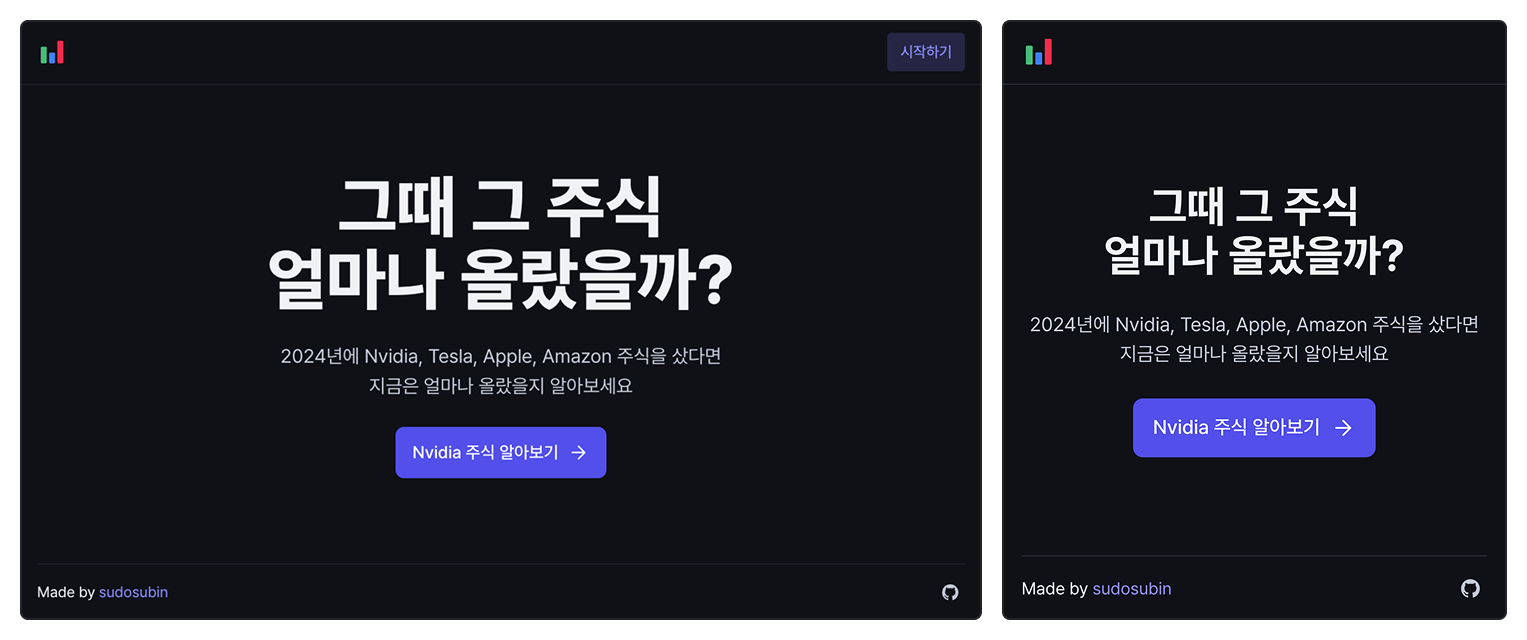 시작하기
그때 그 주식
얼마나 올랐을까?
2024년에 Nvidia, Tesla, Apple, Amazon 주식을 샀다면
지금은 얼마나 올랐을지 알아보세요
Nvidia 주식 알아보기 →
Made by sudosubin
그때 그 주식
얼마나 올랐을까?
2024년에 Nvidia, Tesla, Apple, Amazon 주식을 샀다면
지금은 얼마나 올랐을지 알아보세요
Nvidia 주식 알아보기 →
Made by sudosubin